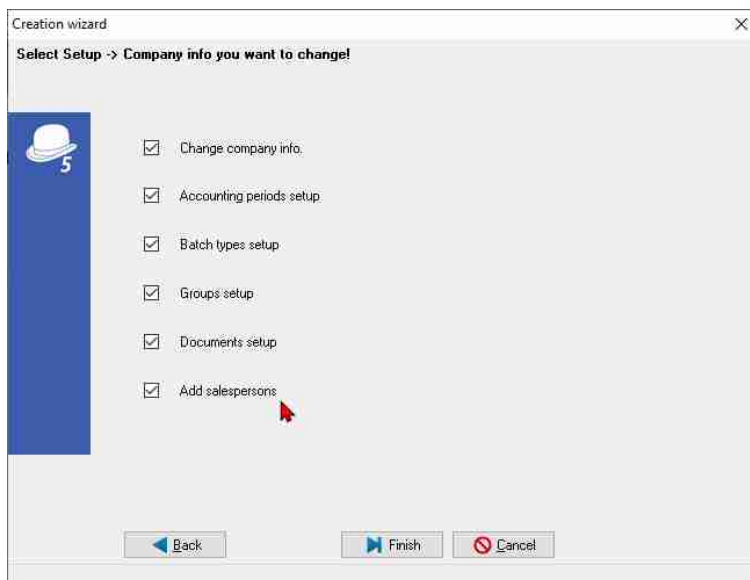 Creation wizard
Select Setup -> Company info you want to change!
5
Change company info.
Accounting periods setup
Batch types setup
Groups setup
Documents setup
Add salespersons
Back
Finish
Cancel